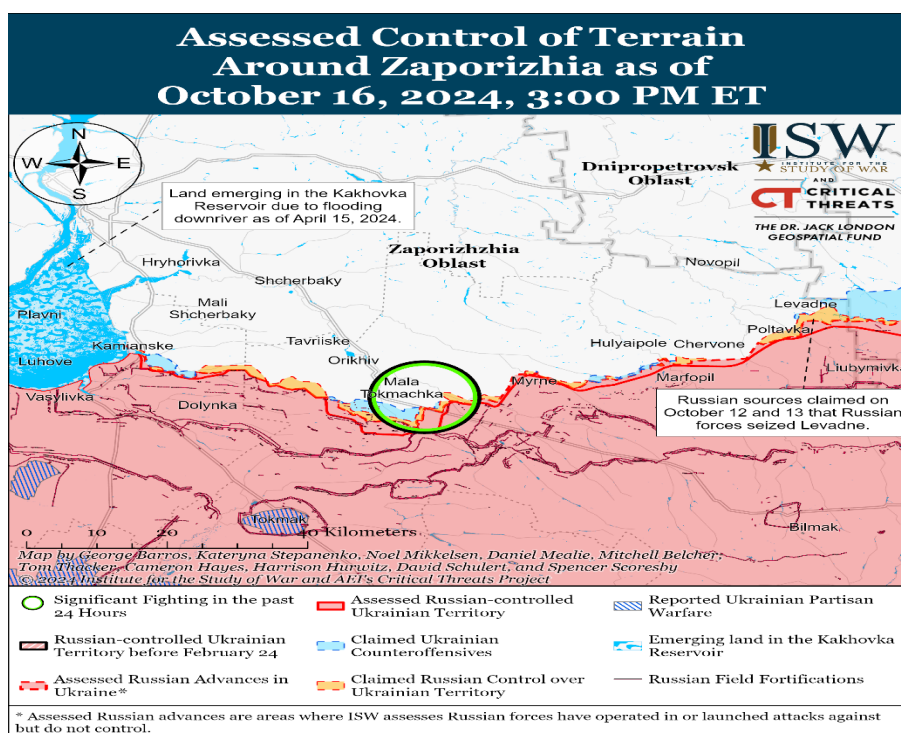 Assessed Control of Terrain
Around Zaporizhia as of
October 16, 2024, 3:00 PM ET
N
W E
S
ISW
INSTITUTE FOR THE
STUDY OF WAR
AND
CT CRITICAL
THREATS
THE DR. JACK LONDON
GEOSPATIAL FUND
Dnipropetrovsk
Oblast
Land emerging in the Kakhovka
Reservoir due to flooding
downriver as of April 15, 2024.
Zaporizhzhia
Oblast
Hryhorivka
Shcherbaky
Novopil
Mali
Shcherbaky
Levadne
Plavni
Poltavka
Kamianske
Tavriiske
Hulyaipole
Chervone
Luhove
Orikhiv
Liubymivka
Mala
Tokmachka
Myrne
Marfopil
Vasylivka
Dolynka
Russian sources claimed on
October 12 and 13 that Russian
forces seized Levadne.
Tokmak
Bilmak
0 20 40 Kilometers
Map by George Barros, Kateryna Stepanenko, Noel Mikkelsen, Daniel Mealie, Mitchell Belcher,
Tom Thacker, Cameron Hayes, Harrison Hurwitz, David Schulert, and Spencer Scoresby
© 2024 Institute for the Study of War and AEI's Critical Threats Project
Significant Fighting in the past
24 Hours
Assessed Russian-controlled
Ukrainian Territory
Reported Ukrainian Partisan
Warfare
Russian-controlled Ukrainian
Territory before February 24
Claimed Ukrainian
Counteroffensives
Emerging land in the Kakhovka
Reservoir
Assessed Russian Advances in
Ukraine*
Claimed Russian Control over
Ukrainian Territory
Russian Field Fortifications
* Assessed Russian advances are areas where ISW assesses Russian forces have operated in or launched attacks against
but do not control.